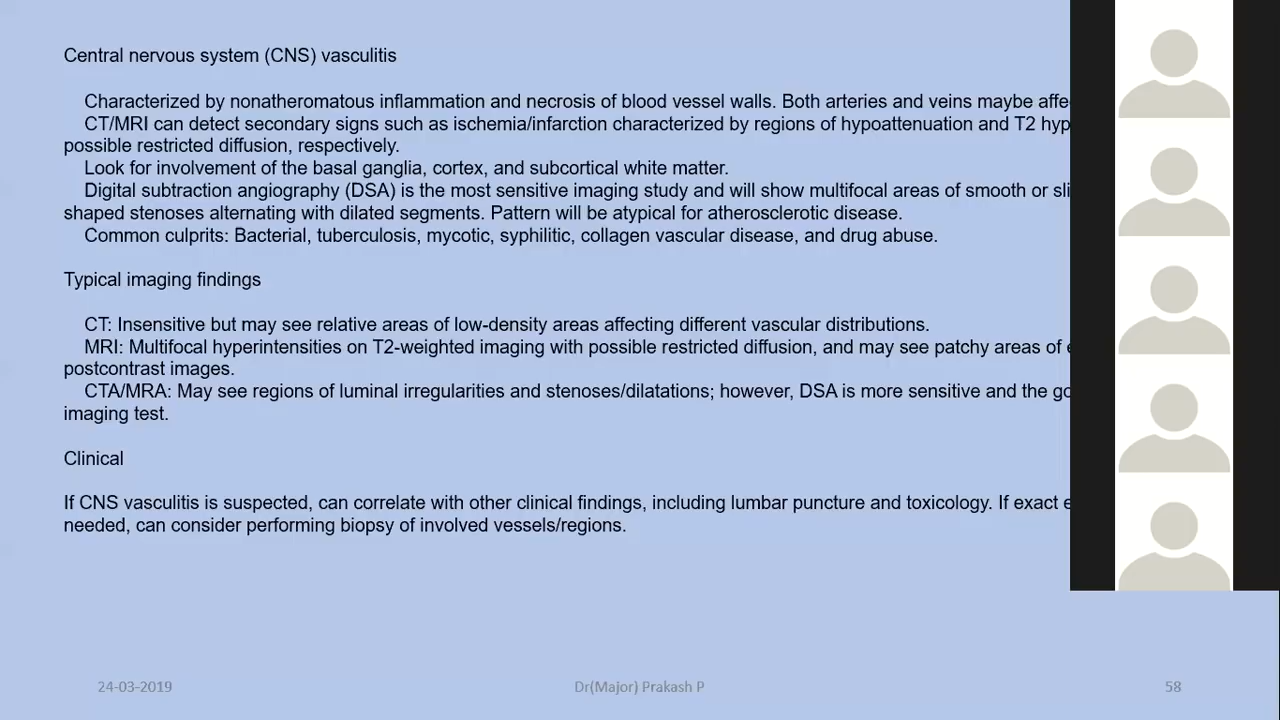 Central nervous system (CNS) vasculitis
Characterized by nonatheromatous inflammation and necrosis of blood vessel walls. Both arteries and veins maybe
CT/MRI can detect secondary signs such as ischemia/infarction characterized by regions of hypoattenuation and T2
possible restricted diffusion, respectively.
Look for involvement of the basal ganglia, cortex, and subcortical white matter.
Digital subtraction angiography (DSA) is the most sensitive imaging study and will show multifocal areas of smooth or
shaped stenoses alternating with dilated segments. Pattern will be atypical for atherosclerotic disease.
Common culprits: Bacterial, tuberculosis, mycotic, syphilitic, collagen vascular disease, and drug abuse.
Typical imaging findings
CT: Insensitive but may see relative areas of low-density areas affecting different vascular distributions.
MRI: Multifocal hyperintensities on T2-weighted imaging with possible restricted diffusion, and may see patchy areas of
postcontrast images.
CTA/MRA: May see regions of luminal irregularities and stenoses/dilatations; however, DSA is more sensitive and the
imaging test.
Clinical
If CNS vasculitis is suspected, can correlate with other clinical findings, including lumbar puncture and toxicology. If exact
needed, can consider performing biopsy of involved vessels/regions.
24-03-2019
Dr(Major) Prakash P
58